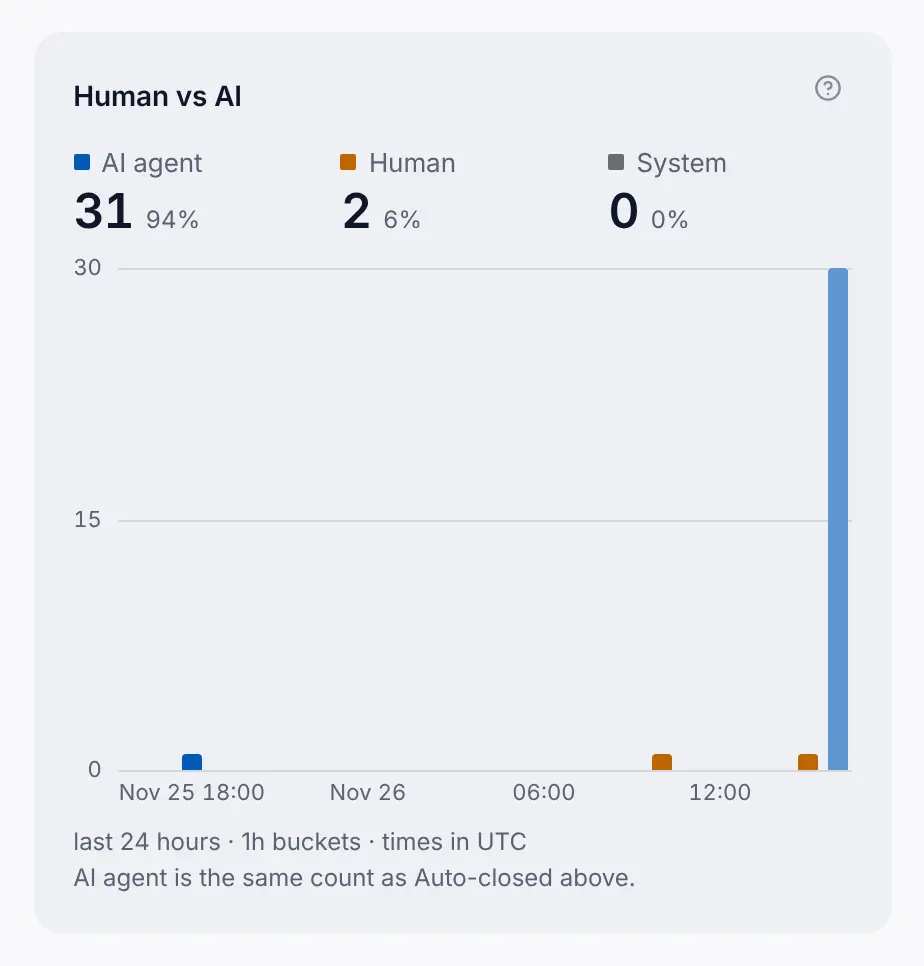 Human vs AI
AI agent
Human
System
31 94%
2 6%
0 0%
30
15
0
Nov 25 18:00
Nov 26
06:00
12:00
last 24 hours · 1h buckets · times in UTC
AI agent is the same count as Auto-closed above.